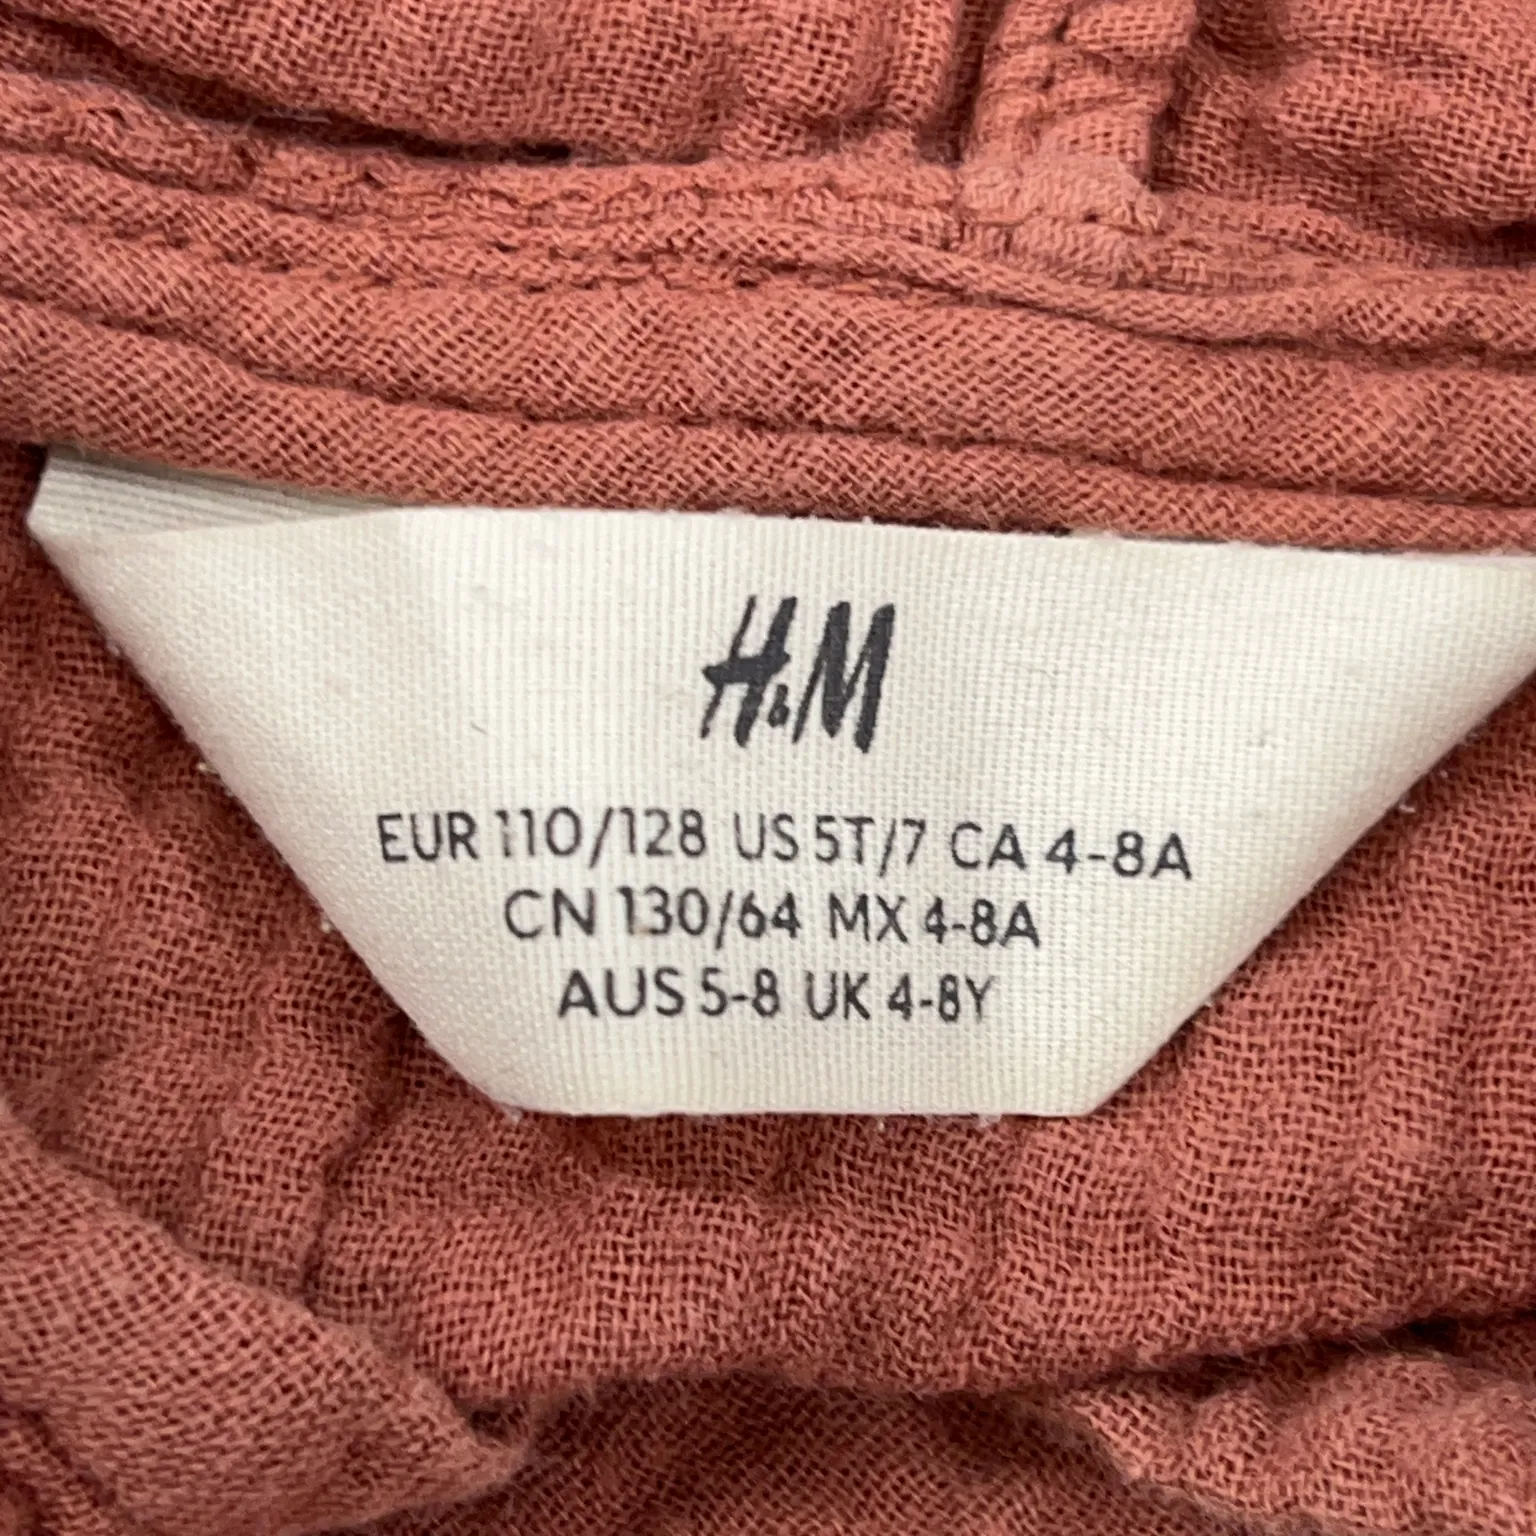 H&M
EUR 110/128 US 5T/7 CA 4-8A
CN 130/64 MX 4-8A
AUS 5-8 UK 4-8Y